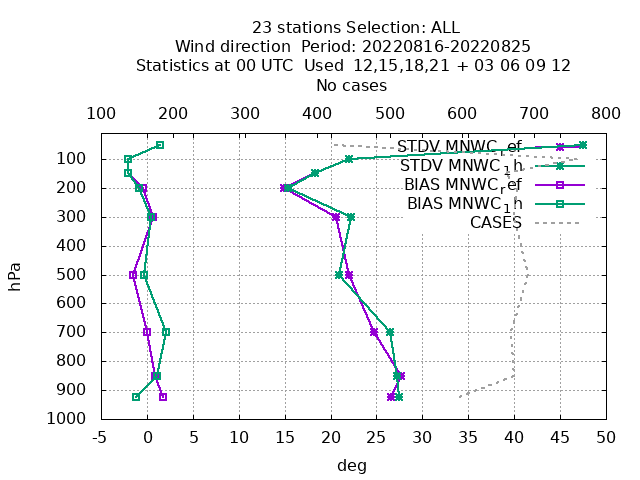 23 stations Selection: ALL
Wind direction  Period: 20220816-20220825
Statistics at 00 UTC  Used  12,15,18,21 + 03 06 09 12
No cases
100 200 300 400 500 600 700 800
STDV MNWC_ref
STDV MNWC_1h
BIAS MNWC_ref
BIAS MNWC_1h
CASES
100
200
300
400
500
600
700
800
900
1000
hPa
-5 0 5 10 15 20 25 30 35 40 45 50
deg